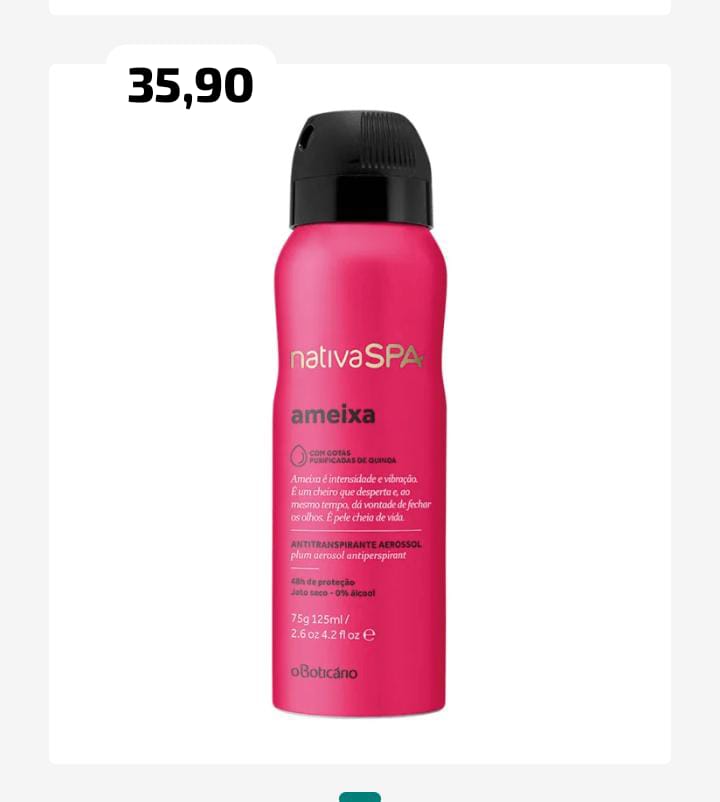 35,90
nativaSPA
ameixa
COM GOTAS
PURIFICADAS DE QUINOA
Ameixa é intensidade e vibração.
É um cheiro que desperta e, ao
mesmo tempo, dá vontade de fechar
os olhos. É pele cheia de vida.
ANTITRANSPIRANTE AEROSSOL
plum aerosol antiperspirant
48h de proteção
Jato seco - 0% álcool
75g 125ml /
2.6 oz 4.2 fl oz ℮
oBoticário